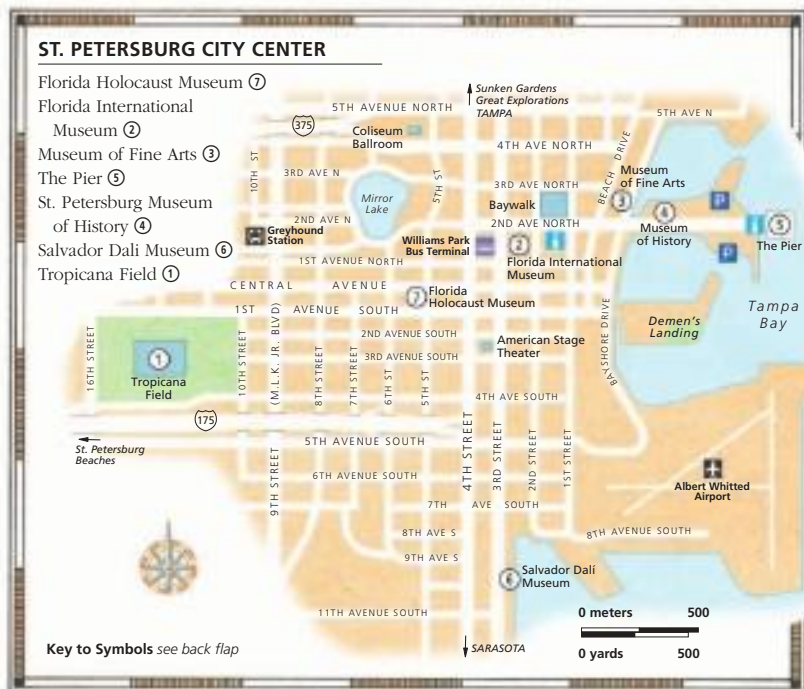 ST. PETERSBURG CITY CENTER
Florida Holocaust Museum ⑦
Florida International
Museum ②
Museum of Fine Arts ③
The Pier ⑤
St. Petersburg Museum
of History ④
Salvador Dali Museum ⑥
Tropicana Field ①
Sunken Gardens
Great Explorations
TAMPA
5TH AVENUE NORTH
5TH AVE N
375
Coliseum
Ballroom
4TH AVE NORTH
BEACH DRIVE
10TH ST
3RD AVE N
5TH ST
3RD AVE NORTH
Museum
of Fine Arts
③
Mirror
Lake
Baywalk
P
2ND AVE N
2ND AVE NORTH
④
Museum
of History
⑤
The Pier
Greyhound
Station
Williams Park
Bus Terminal
②
Florida International
Museum
P
1ST AVENUE NORTH
CENTRAL AVENUE
⑦
Florida
Holocaust Museum
1ST AVENUE SOUTH
Tampa
Bay
Demen's
Landing
BAYSHORE DRIVE
2ND AVENUE SOUTH
American Stage
Theater
3RD AVENUE SOUTH
16TH STREET
①
Tropicana
Field
10TH STREET
(M.L.K. JR. BLVD)
8TH STREET
7TH STREET
6TH ST
5TH ST
4TH AVE SOUTH
175
St. Petersburg
Beaches
5TH AVENUE SOUTH
4TH STREET
3RD STREET
2ND STREET
1ST STREET
9TH STREET
6TH AVENUE SOUTH
Albert Whitted
Airport
7TH AVE SOUTH
8TH AVE S
8TH AVENUE SOUTH
9TH AVE S
⑥
Salvador Dalí
Museum
11TH AVENUE SOUTH
0 meters 500
0 yards 500
Key to Symbols see back flap
SARASOTA